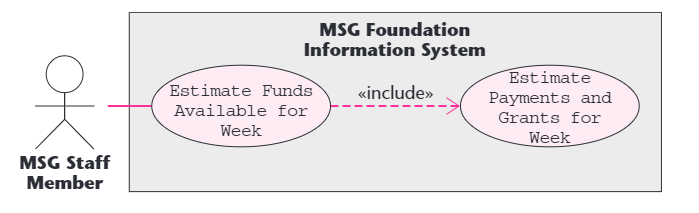 MSG Foundation
Information System
Estimate Funds
Available for
Week
«include»
Estimate
Payments and
Grants for
Week
MSG Staff
Member